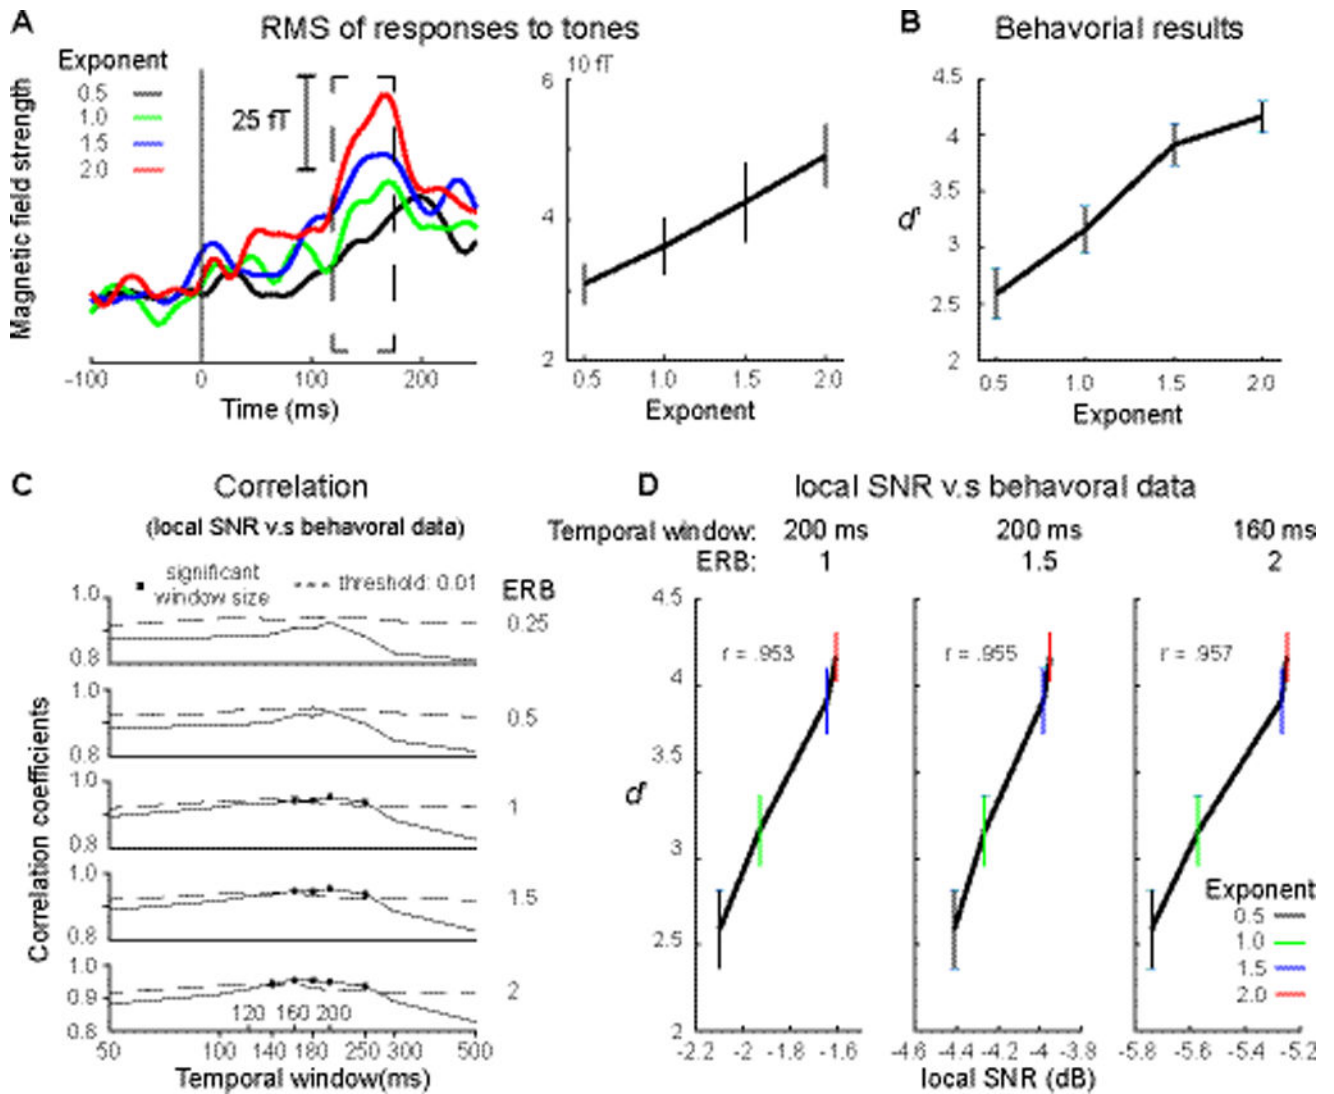 A
RMS of responses to tones
Exponent
0.5
1.0
1.5
2.0
25 fT
Magnetic field strength
-100 0 100 200
Time (ms)
10 fT
6
4
2
0.5 1.0 1.5 2.0
Exponent
B
Behavorial results
4.5
4
3.5
3
2.5
2
d'
0.5 1.0 1.5 2.0
Exponent
C
Correlation
(local SNR v.s behavoral data)
significant
window size
threshold: 0.01
ERB
1.0
0.8
0.25
1.0
0.8
0.5
1.0
0.8
1
1.0
0.8
1.5
1.0
0.9
0.8
2
120 160 200
50 100 140 180 250 300 500
Correlation coefficients
Temporal window(ms)
D
local SNR v.s behavoral data
Temporal window: 200 ms 200 ms 160 ms
ERB: 1 1.5 2
4.5
4
3.5
3
2.5
2
d'
r = .953
r = .955
r = .957
Exponent
0.5
1.0
1.5
2.0
-2.2 -2 -1.8 -1.6
-4.6 -4.4 -4.2 -4 -3.8
-5.8 -5.6 -5.4 -5.2
local SNR (dB)